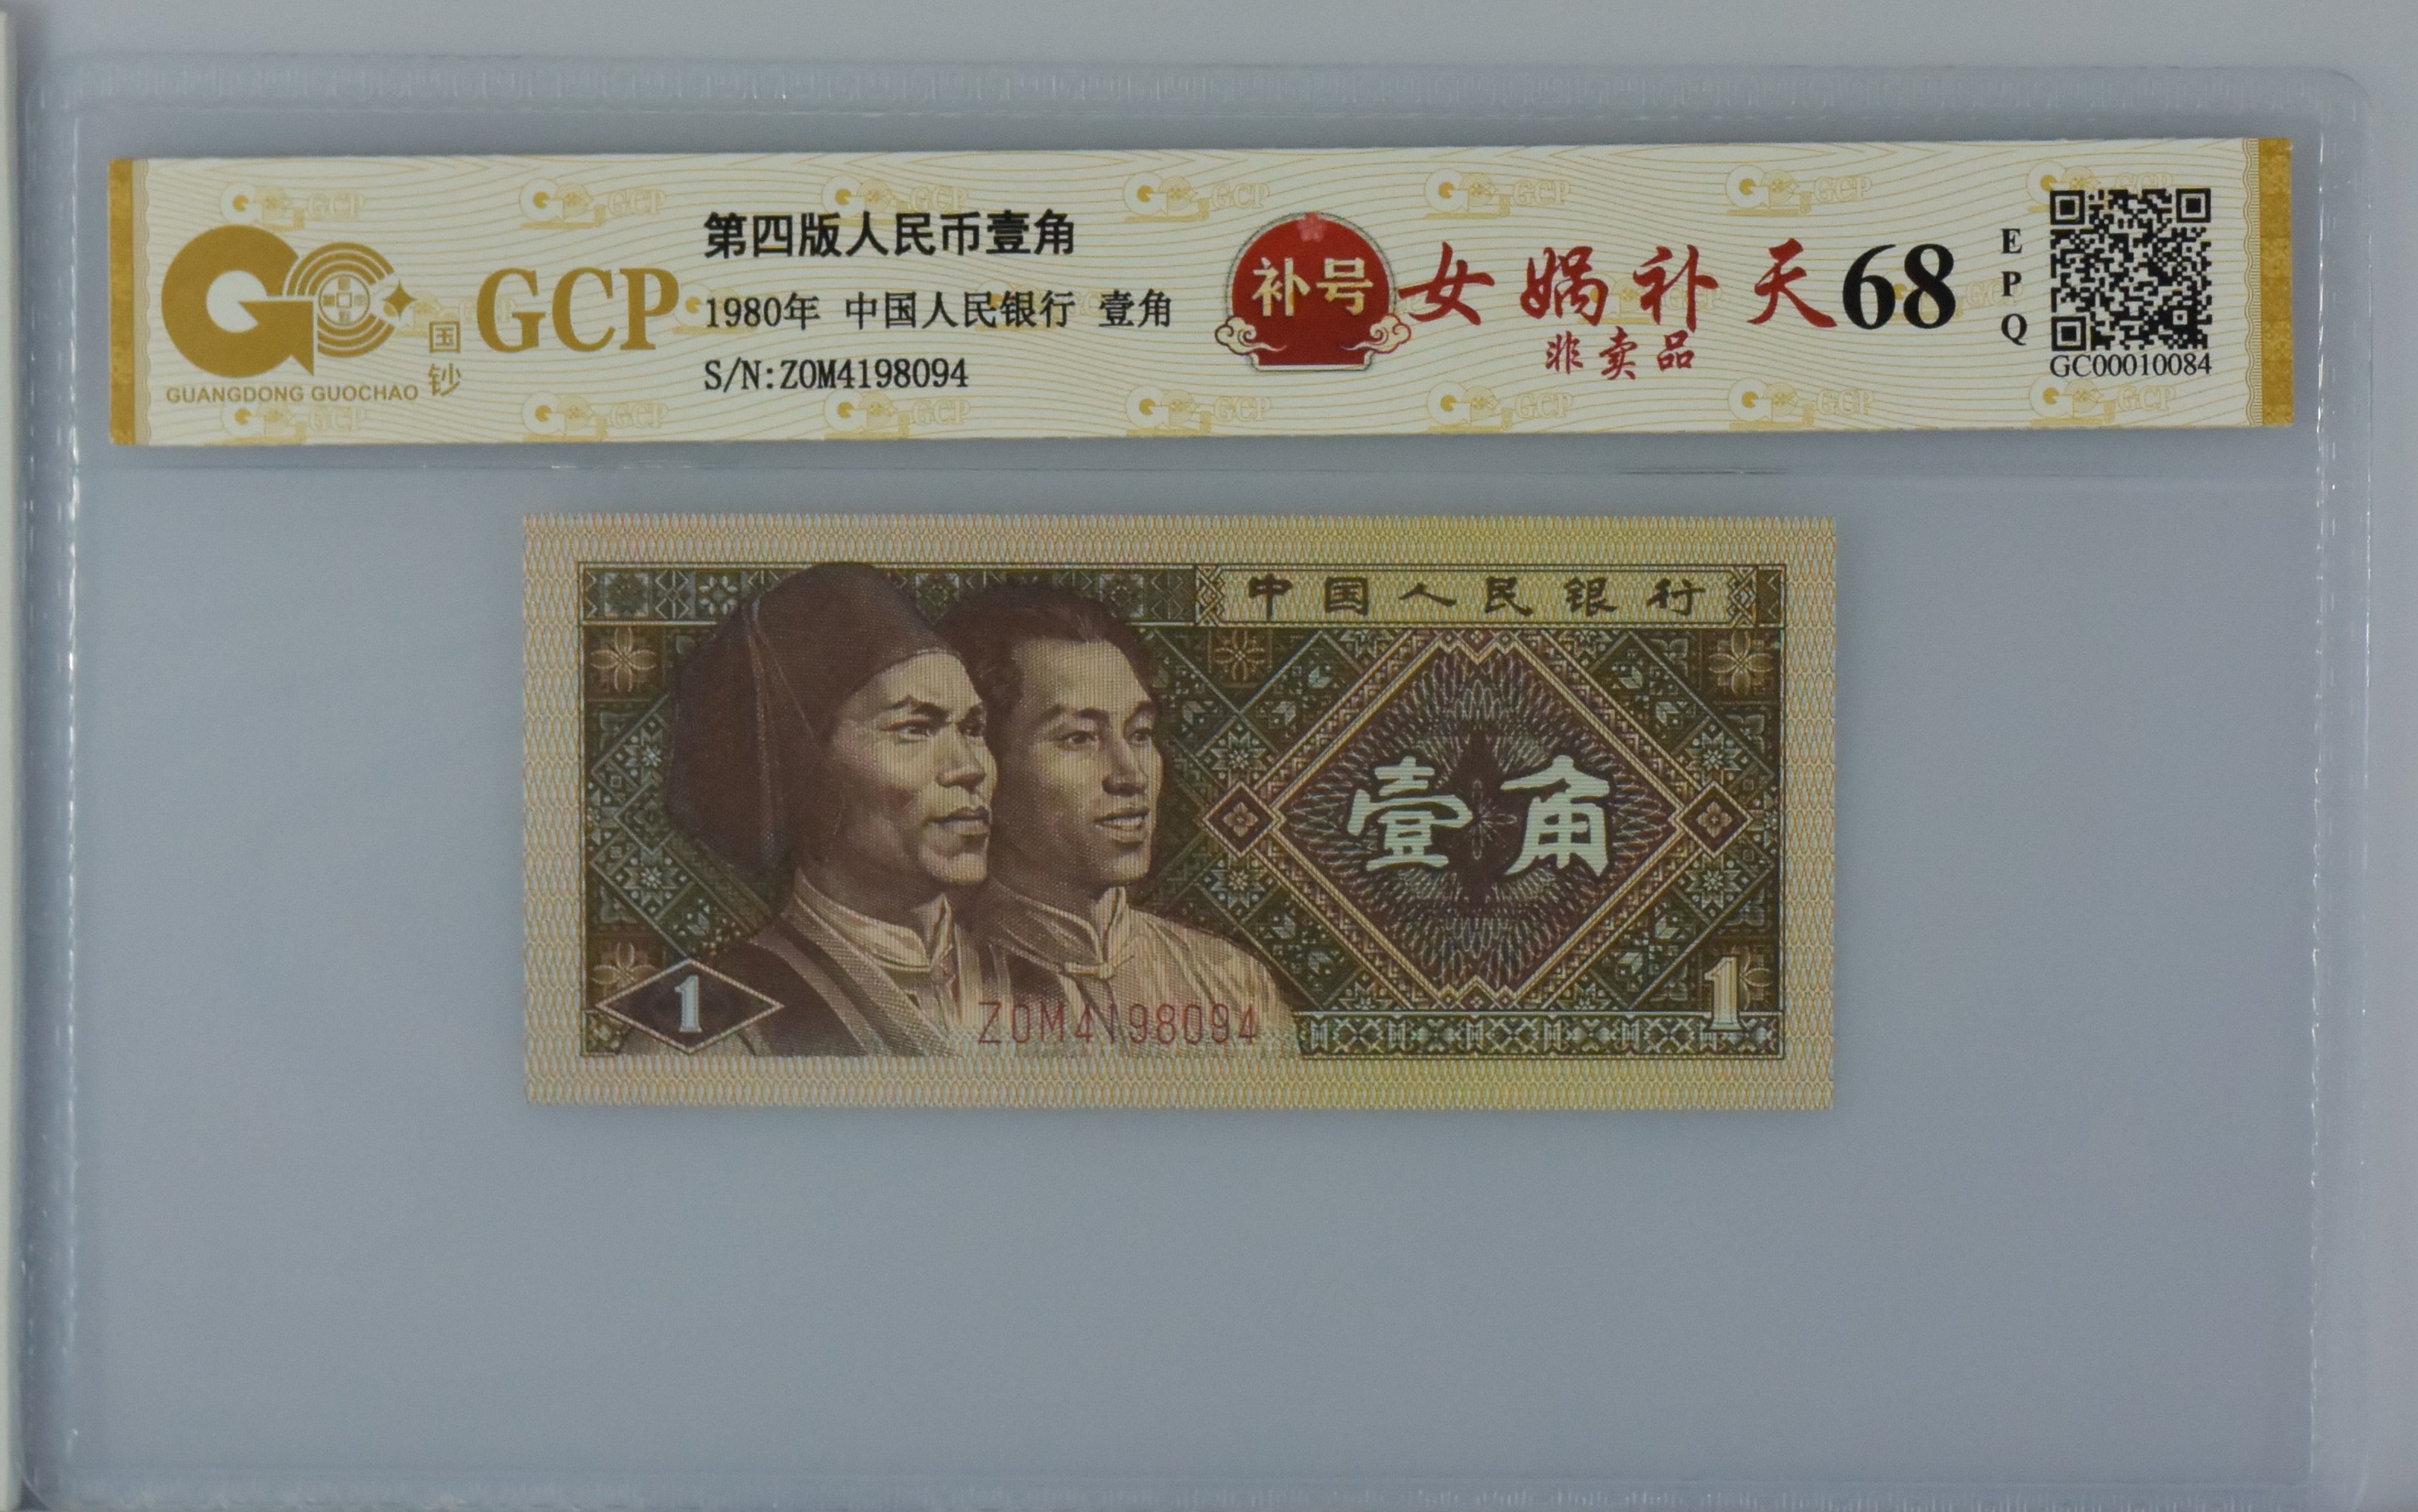 GCP
国钞
GUANGDONG GUOCHAO
第四版人民币壹角
1980年 中国人民银行 壹角
S/N:Z0M4198094
补号
女娲补天
非卖品
68
EPQ
GC00010084
中国人民银行
壹角
1
1
Z0M4198094